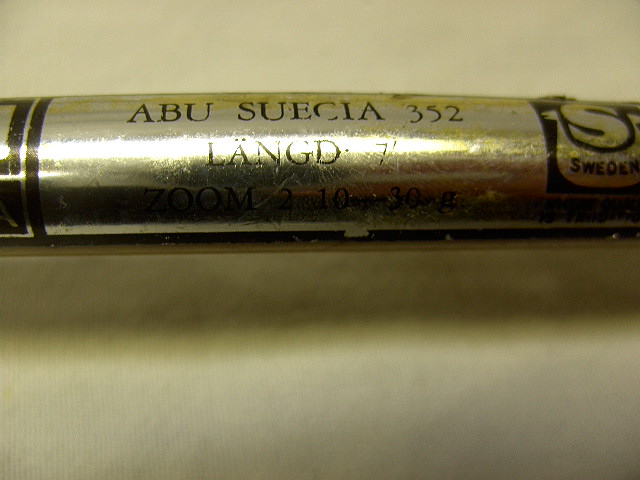 ABU SUECIA 352
LÄNGD: 7'
ZOOM 2 10 - 30 g.
SWEDEN